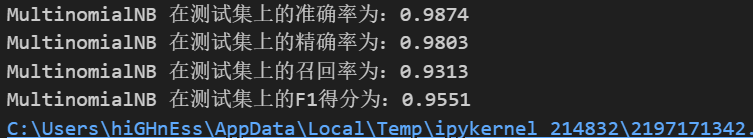 MultinomialNB 在测试集上的准确率为：0.9874
MultinomialNB 在测试集上的精确率为：0.9803
MultinomialNB 在测试集上的召回率为：0.9313
MultinomialNB 在测试集上的F1得分为：0.9551
C:\Users\hiGHnEss\AppData\Local\Temp\ipykernel_214832\2197171342